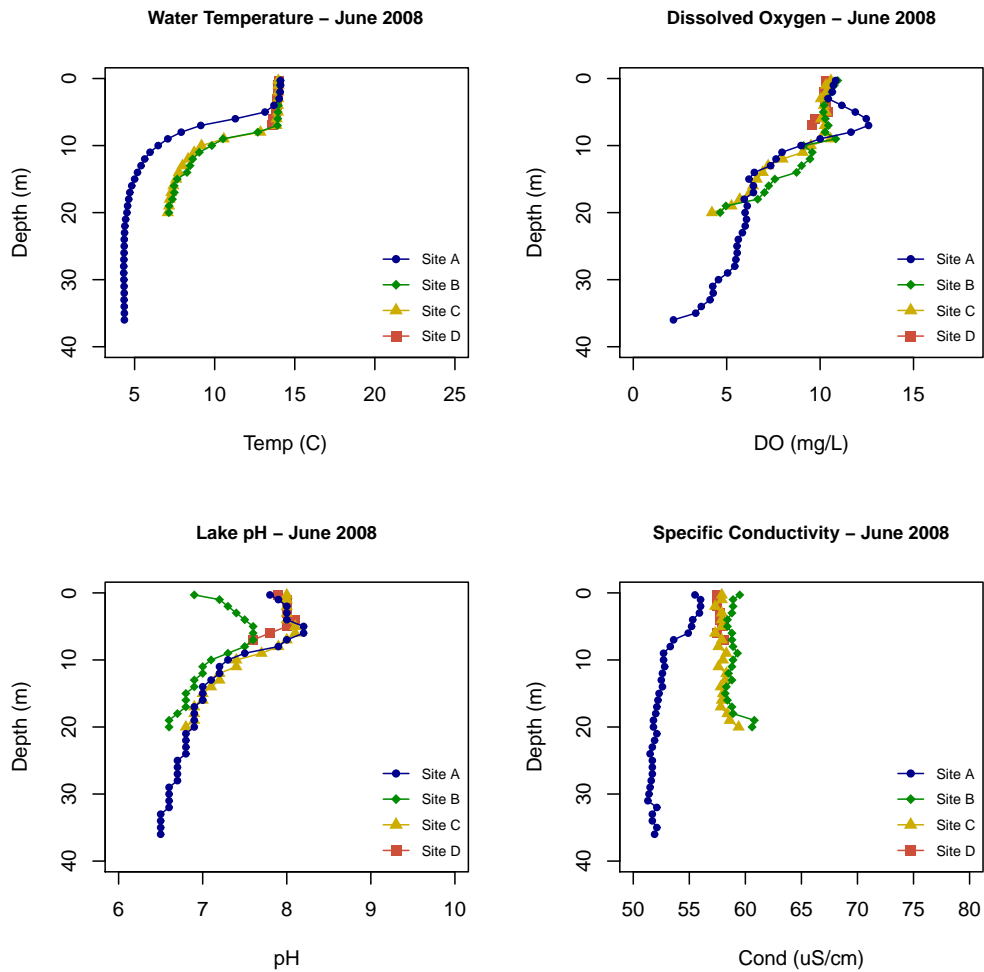 Water Temperature – June 2008
0
10
20
30
40
Depth (m)
5 10 15 20 25
Temp (C)
Site A
Site B
Site C
Site D
Dissolved Oxygen – June 2008
0
10
20
30
40
Depth (m)
0 5 10 15
DO (mg/L)
Site A
Site B
Site C
Site D
Lake pH – June 2008
0
10
20
30
40
Depth (m)
6 7 8 9 10
pH
Site A
Site B
Site C
Site D
Specific Conductivity – June 2008
0
10
20
30
40
Depth (m)
50 55 60 65 70 75 80
Cond (uS/cm)
Site A
Site B
Site C
Site D